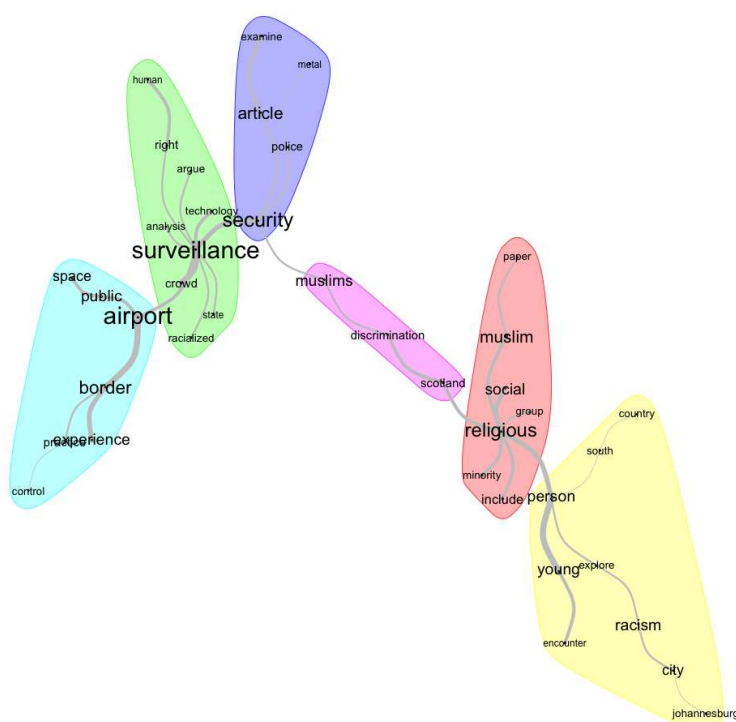 examine
metal
human
article
right
police
argue
technology
security
analysis
surveillance
space
crowd
muslims
paper
public
airport
state
racialized
discrimination
muslim
border
scotland
social
group
country
religious
practice
experience
south
minority
control
include
person
young
explore
racism
encounter
city
johannesburg